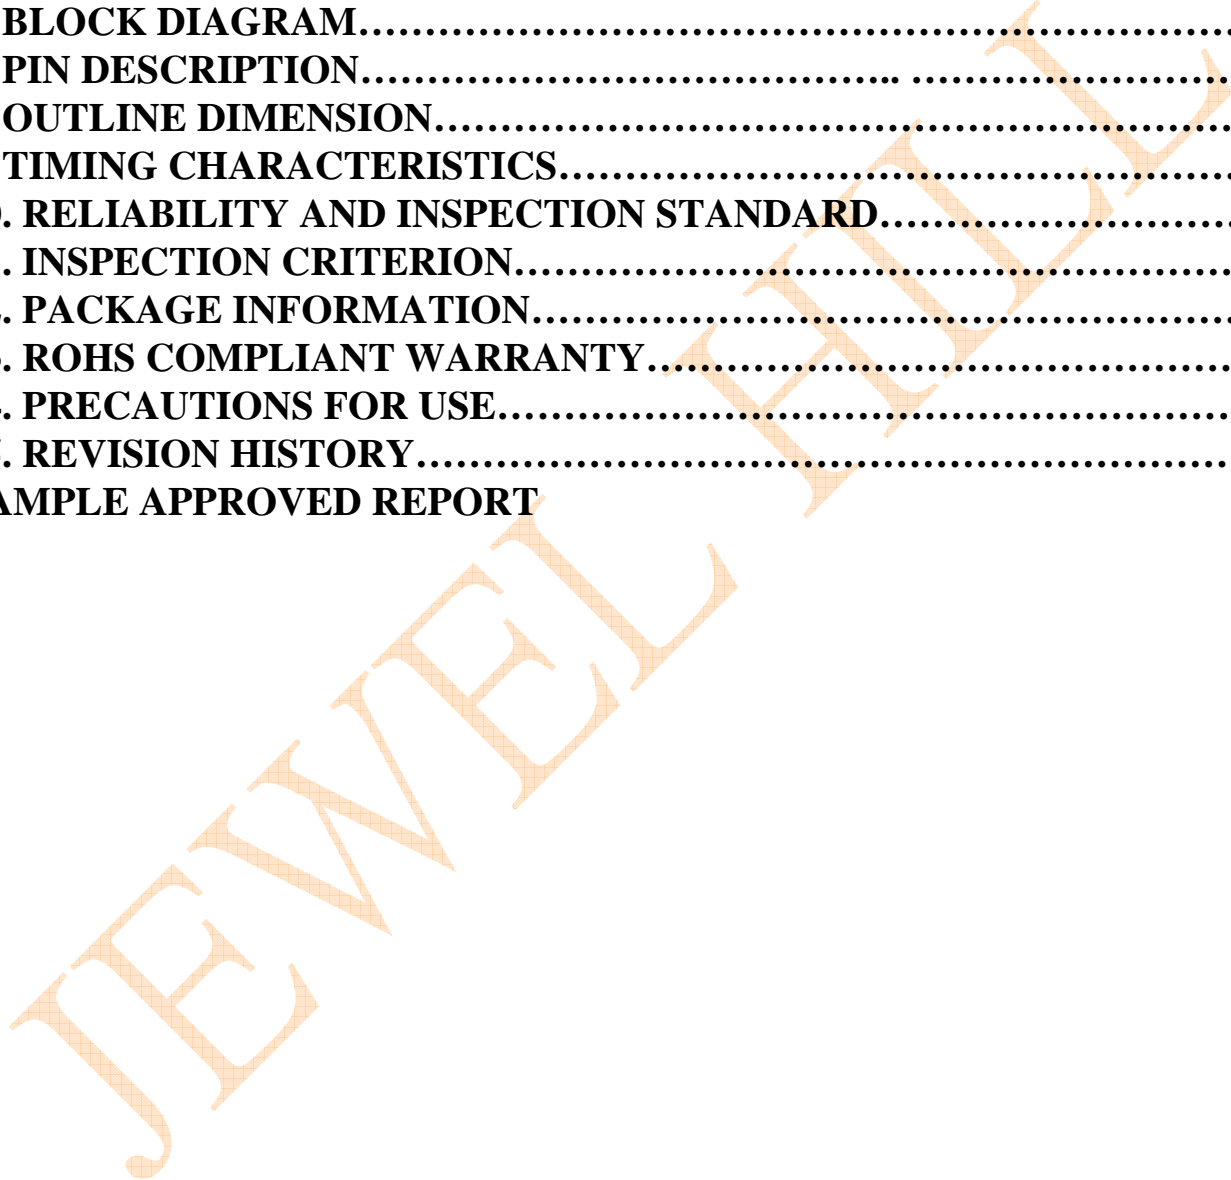 BLOCK DIAGRAM……………………………………………………………………
PIN DESCRIPTION…………………………………….. ……………………
OUTLINE DIMENSION……………………………………………………………
TIMING CHARACTERISTICS……………………………………………………
. RELIABILITY AND INSPECTION STANDARD………………………
. INSPECTION CRITERION……………………………………………………
. PACKAGE INFORMATION……………………………………………………
. ROHS COMPLIANT WARRANTY…………………………………………
. PRECAUTIONS FOR USE……………………………………………………
. REVISION HISTORY…………………………………………………………
AMPLE APPROVED REPORT
JEWEL HILL